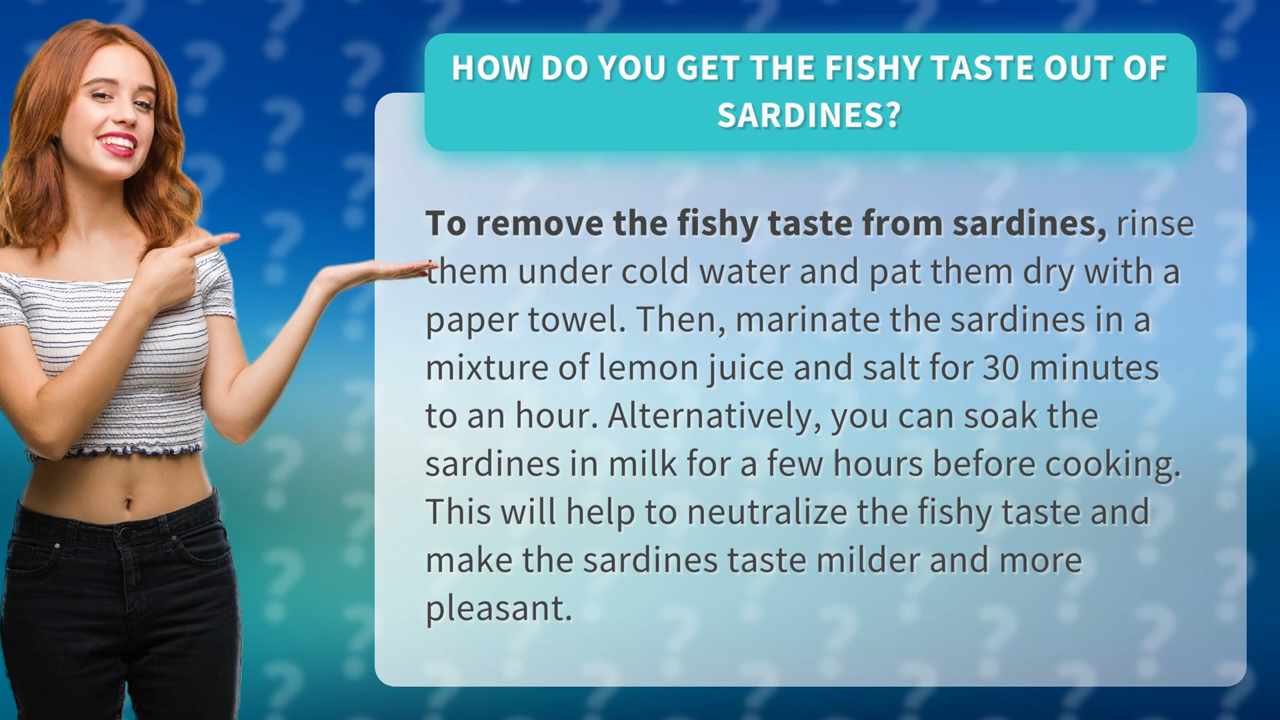 HOW DO YOU GET THE FISHY TASTE OUT OF
SARDINES?
To remove the fishy taste from sardines, rinse
them under cold water and pat them dry with a
paper towel. Then, marinate the sardines in a
mixture of lemon juice and salt for 30 minutes
to an hour. Alternatively, you can soak the
sardines in milk for a few hours before cooking.
This will help to neutralize the fishy taste and
make the sardines taste milder and more
pleasant.